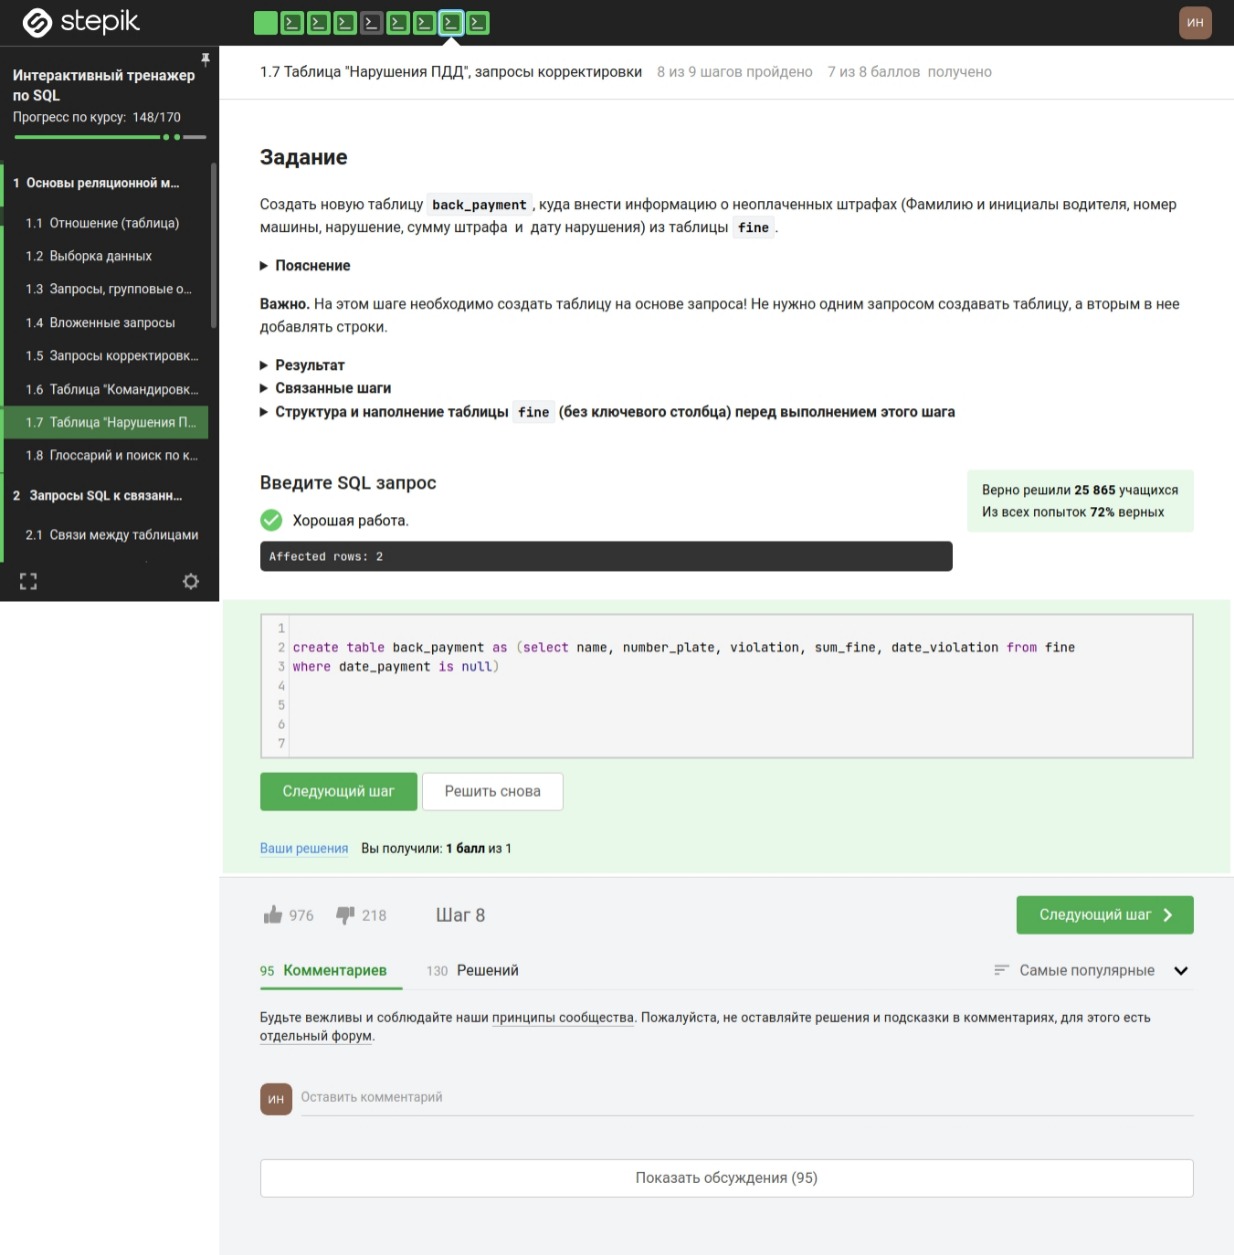 stepik
ИН
Интерактивный тренажер
по SQL
Прогресс по курсу: 148/170
1 Основы реляционной м...
1.1 Отношение (таблица)
1.2 Выборка данных
1.3 Запросы, групповые о...
1.4 Вложенные запросы
1.5 Запросы корректировк...
1.6 Таблица "Командировк...
1.7 Таблица "Нарушения П...
1.8 Глоссарий и поиск по к...
2 Запросы SQL к связанн...
2.1 Связи между таблицами
1.7 Таблица "Нарушения ПДД", запросы корректировки 8 из 9 шагов пройдено 7 из 8 баллов получено
Задание
Создать новую таблицу back_payment, куда внести информацию о неоплаченных штрафах (Фамилию и инициалы водителя, номер
машины, нарушение, сумму штрафа и дату нарушения) из таблицы fine.
Пояснение
Важно. На этом шаге необходимо создать таблицу на основе запроса! Не нужно одним запросом создавать таблицу, а вторым в нее
добавлять строки.
Результат
Связанные шаги
Структура и наполнение таблицы fine (без ключевого столбца) перед выполнением этого шага
Введите SQL запрос
Хорошая работа.
Affected rows: 2
Верно решили 25 865 учащихся
Из всех попыток 72% верных
1
2 create table back_payment as (select name, number_plate, violation, sum_fine, date_violation from fine
3 where date_payment is null)
4
5
6
7
Следующий шаг Решить снова
Ваши решения Вы получили: 1 балл из 1
976 218 Шаг 8 Следующий шаг
95 Комментариев 130 Решений Самые популярные
Будьте вежливы и соблюдайте наши принципы сообщества. Пожалуйста, не оставляйте решения и подсказки в комментариях, для этого есть
отдельный форум.
ИН Оставить комментарий
Показать обсуждения (95)